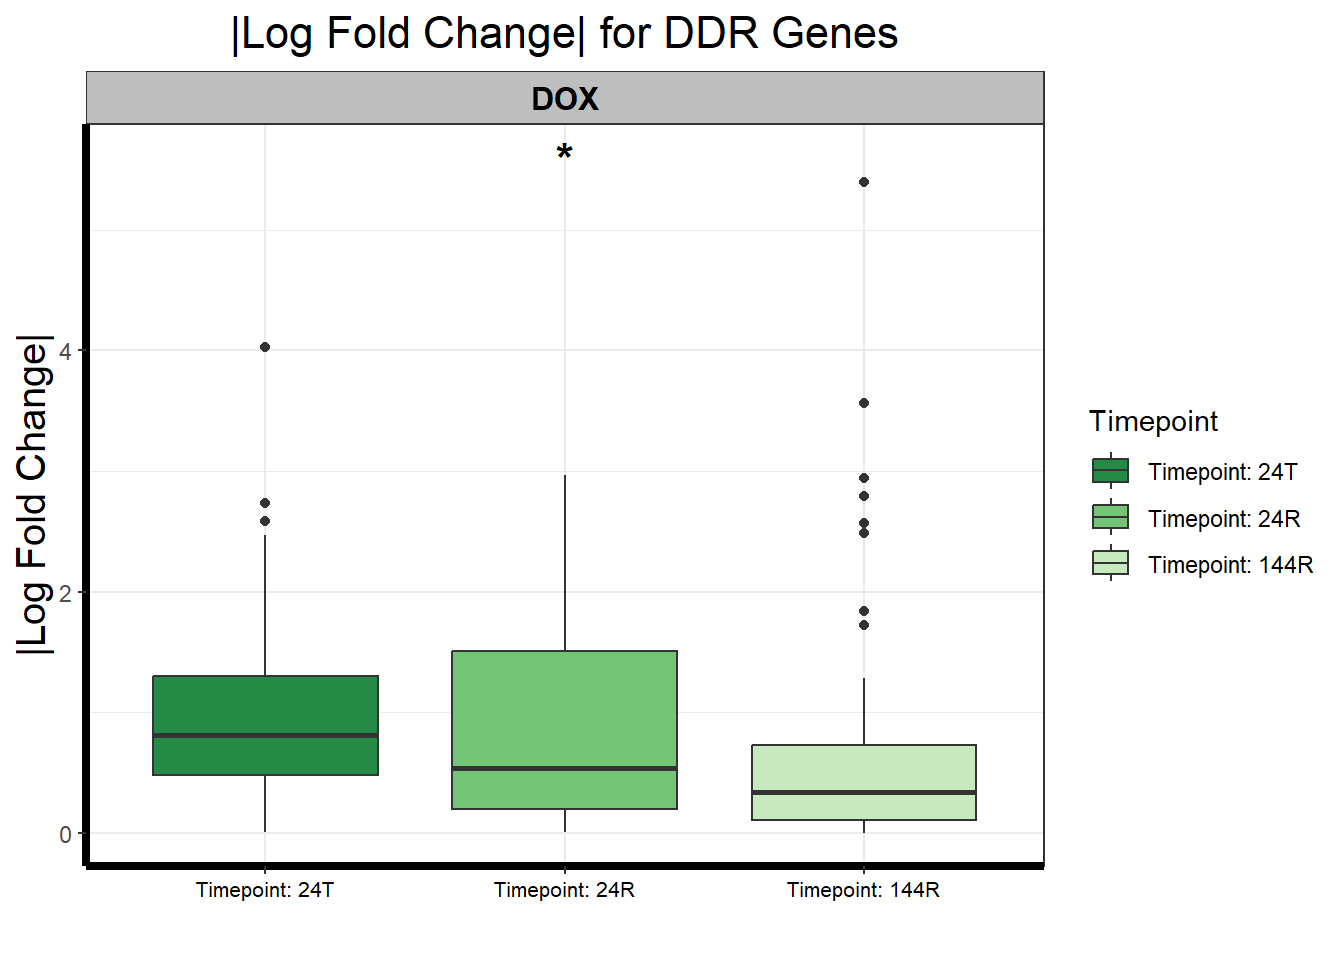 |Log Fold Change| for DDR Genes
DOX
*
|Log Fold Change|
4
2
0
Timepoint: 24T
Timepoint: 24R
Timepoint: 144R
Timepoint
Timepoint: 24T
Timepoint: 24R
Timepoint: 144R